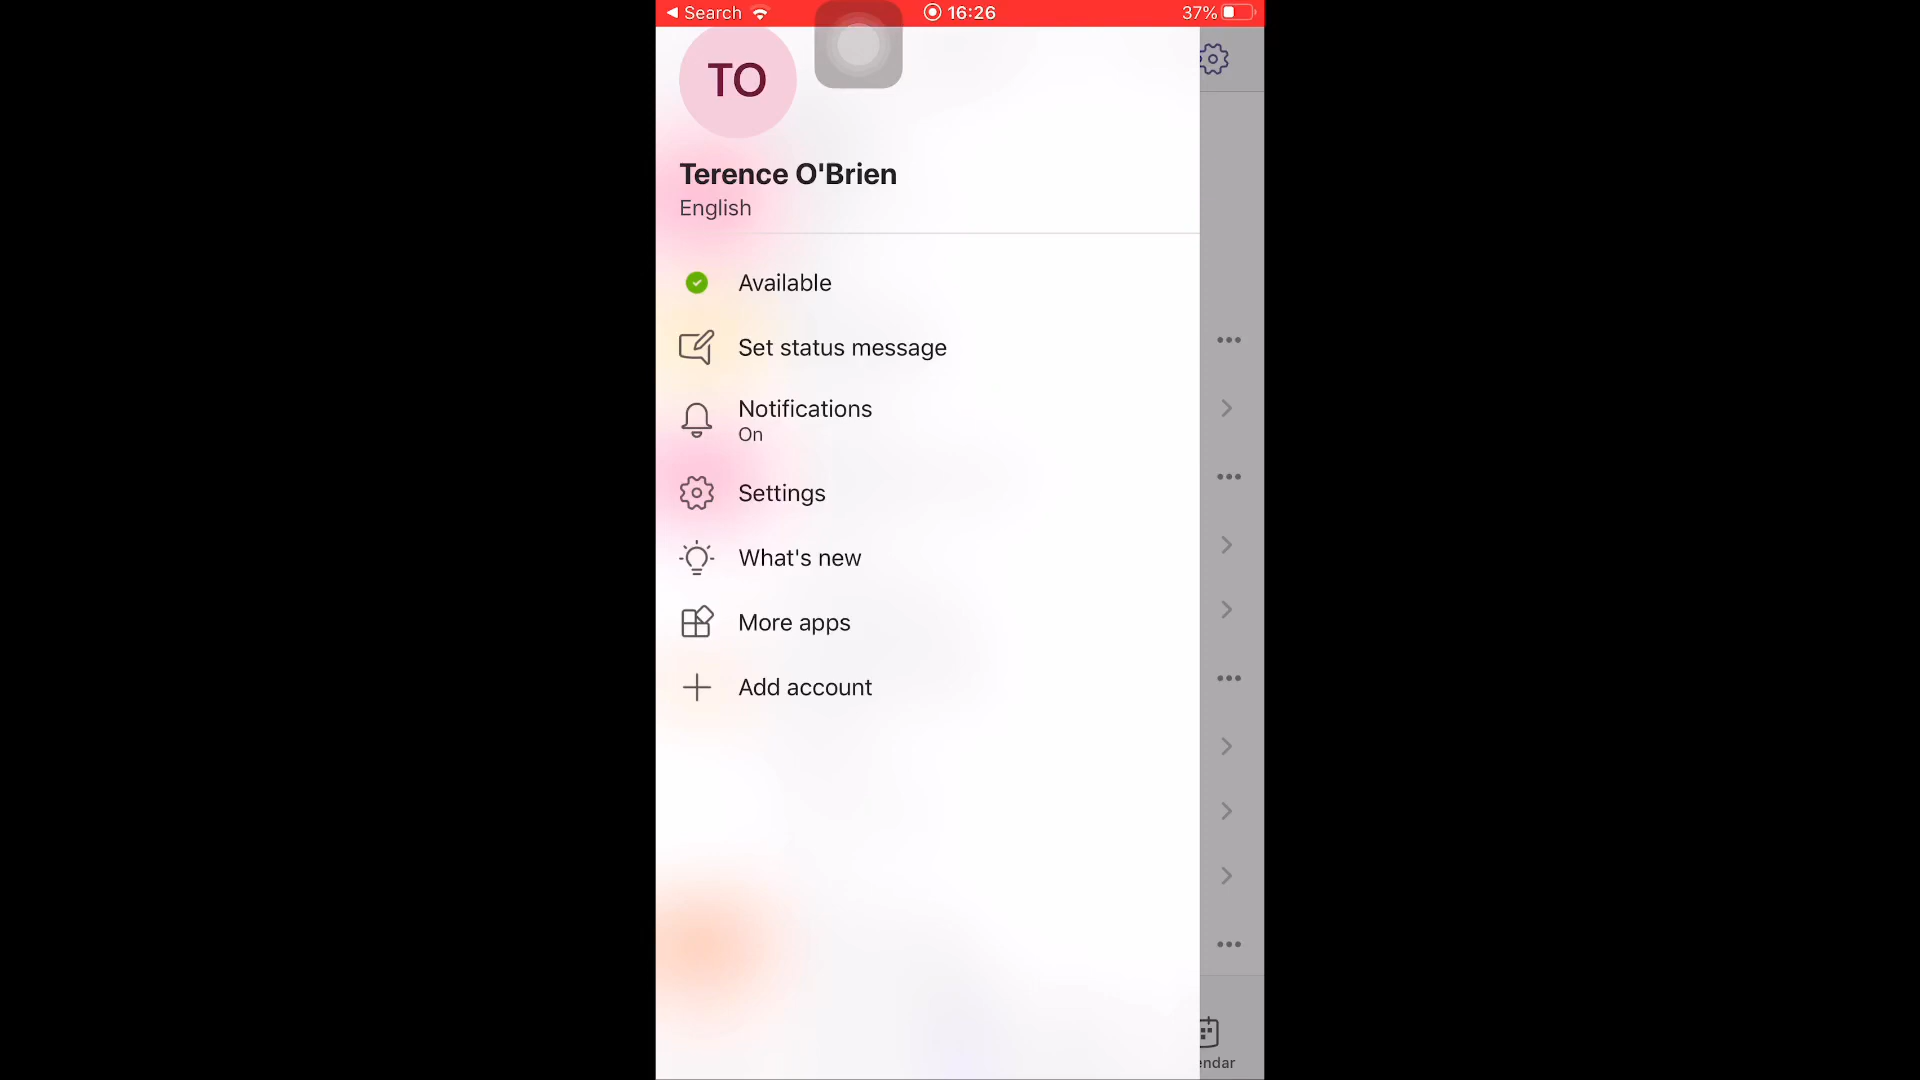 Search 16:26 37%
TO
Terence O'Brien
English
Available
Set status message
Notifications
On
Settings
What's new
More apps
Add account
endar